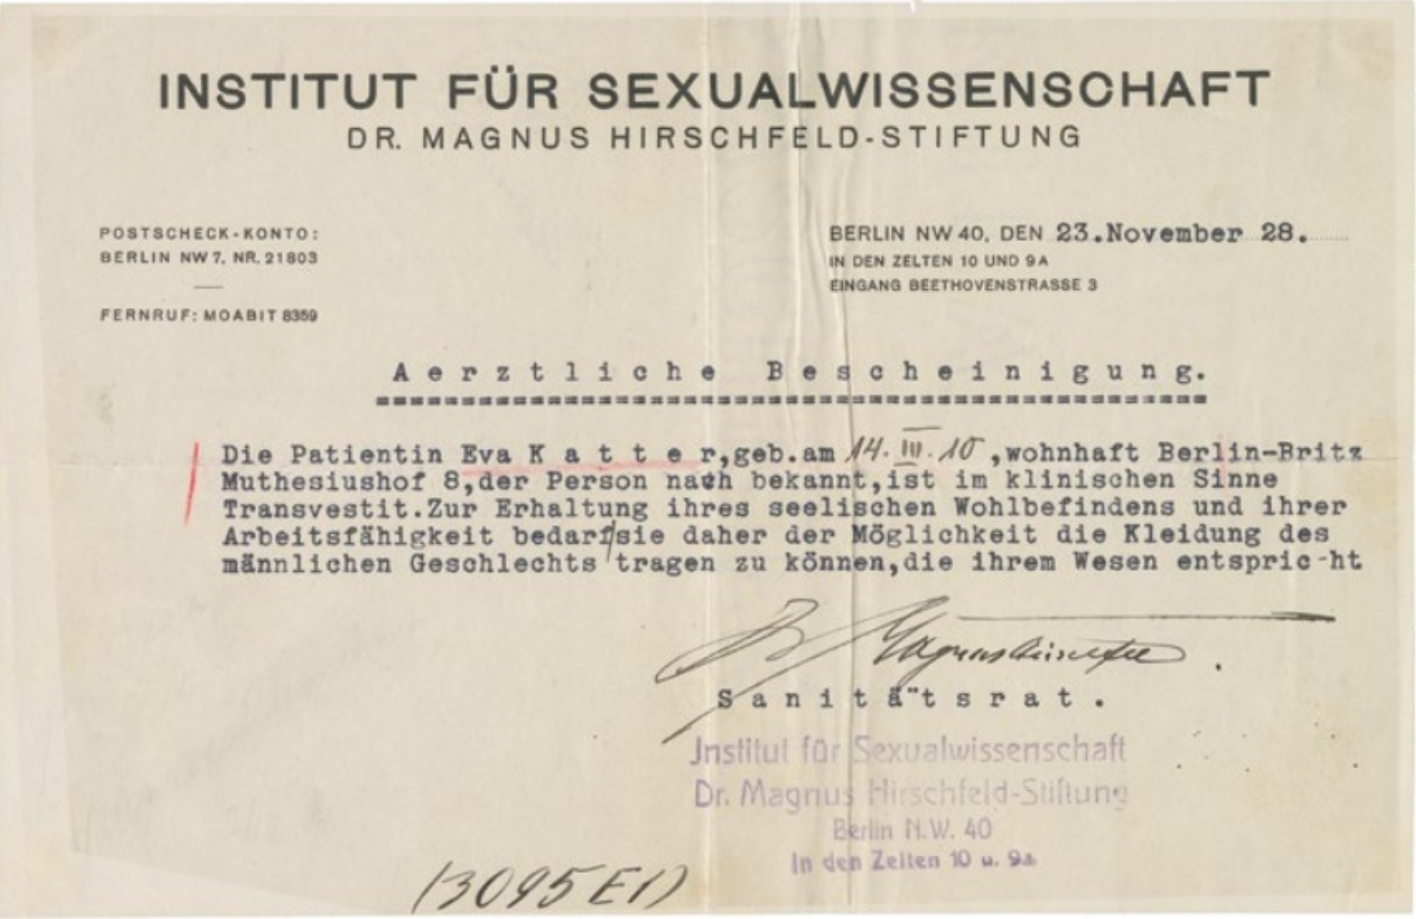 INSTITUT FÜR SEXUALWISSENSCHAFT
DR. MAGNUS HIRSCHFELD-STIFTUNG
POSTSCHECK-KONTO:
BERLIN NW 7, NR. 21803
FERNRUF: MOABIT 8359
BERLIN NW 40, DEN 23.November 28.
IN DEN ZELTEN 10 UND 9A
EINGANG BEETHOVENSTRASSE 3
Aerztliche Bescheinigung.
Die Patientin Eva Katter,geb.am 14.III.10,wohnhaft Berlin-Britz
Muthesiushof 8,der Person nach bekannt,ist im klinischen Sinne
Transvestit.Zur Erhaltung ihres seelischen Wohlbefindens und ihrer
Arbeitsfähigkeit bedarf/sie daher der Möglichkeit die Kleidung des
männlichen Geschlechts tragen zu können,die ihrem Wesen entspric-ht
Dr Magnus Hirschfeld.
Sanitätsrat.
Institut für Sexualwissenschaft
Dr. Magnus Hirschfeld-Stiftung
Berlin N.W. 40
In den Zelten 10 u. 9a
(3095E1)